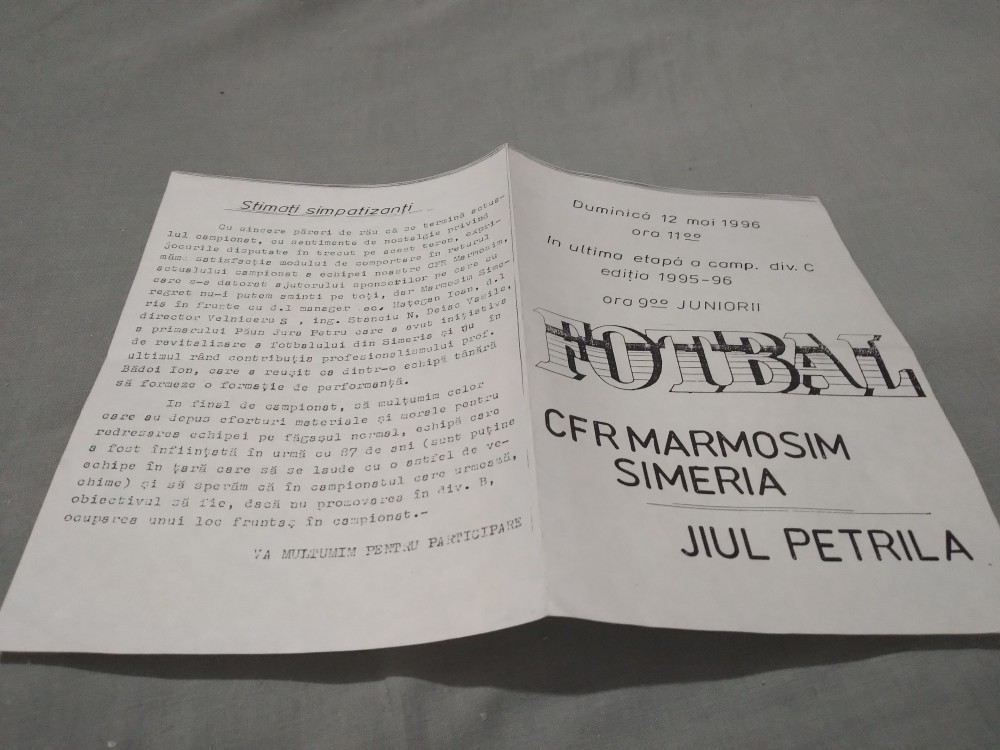 Stimați simpatizanți
Cu sincere păreri de rău că se termină actua-
lul campionat, cu sentimente de nostalgie privind
jocurile disputate în trecut pe acest teren, expri-
măm satisfacția modului de comportare în returul
actualului campionat a echipei noastre CFR Marmosim,
care s-a datorat ajutorului sponsorilor pe care cu
regret nu-i putem aminti pe toți, dar Marmosim Sime-
ria în frunte cu d.l manager ec. Hațegan Ioan, d.l
director Velniceru S , ing. Stanciu N, Deisc Vasile,
a primarului Păun Jura Petru care a avut inițiativa
de revitalizare a fotbalului din Simeria și nu în
ultimul rând contribuția profesionalismului prof.
Bădoi Ion, care a reușit ca dintr-o echipă tânără
să formeze o formație de performanță.
In final de campionat, să mulțumim celor
care au depus eforturi materiale și morale pentru
redresarea echipei pe făgașul normal, echipă care
a fost înființată în urmă cu 87 de ani (sunt puține
echipe în țară care să se laude cu o astfel de ve-
chime) și să sperăm că în campionatul care urmează,
obiectivul să fie, dacă nu promovarea în div. B,
ocuparea unui loc fruntaș în campionat.-
VA MULTUMIM PENTRU PARTICIPARE
Duminică 12 mai 1996
ora 11⁰⁰
In ultima etapă a camp. div. C
ediția 1995-96
ora 9⁰⁰ JUNIORII
FOTBAL
CFR MARMOSIM
SIMERIA
JIUL PETRILA